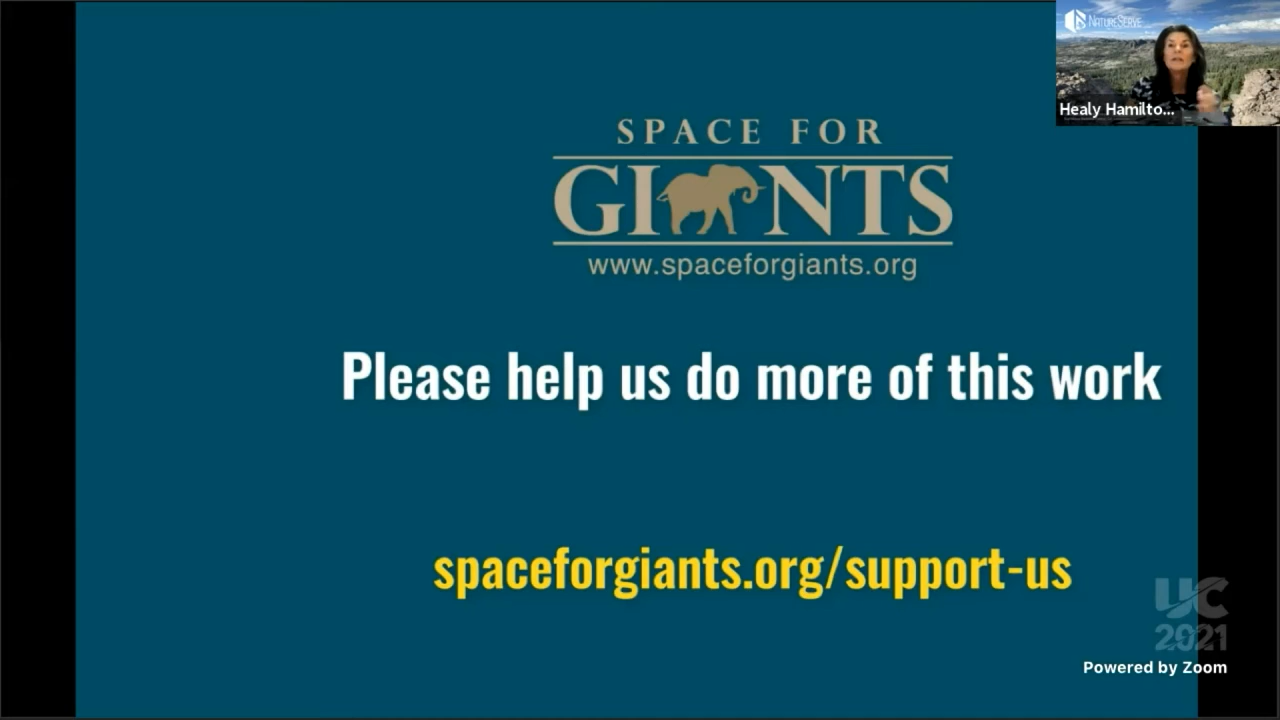 NATURESERVE
Healy Hamilto...
SPACE FOR
GIANTS
www.spaceforgiants.org
Please help us do more of this work
spaceforgiants.org/support-us
UC
2021
Powered by Zoom